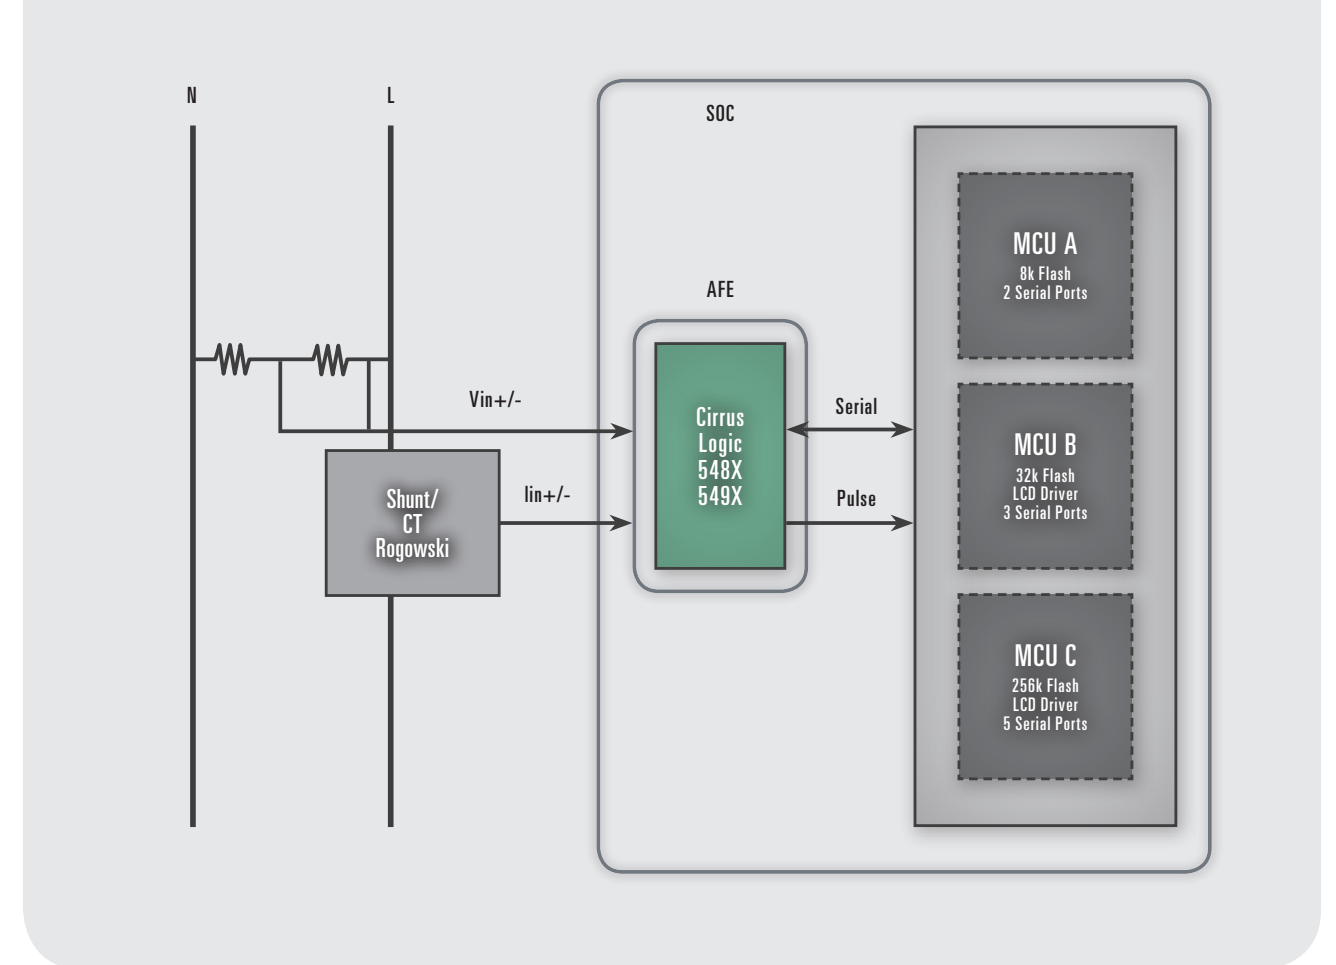 N
L
SOC
AFE
MCU A
8k Flash
2 Serial Ports
Vin+/-
Serial
Cirrus
Logic
548X
549X
MCU B
32k Flash
LCD Driver
3 Serial Ports
Iin+/-
Pulse
Shunt/
CT
Rogowski
MCU C
256k Flash
LCD Driver
5 Serial Ports